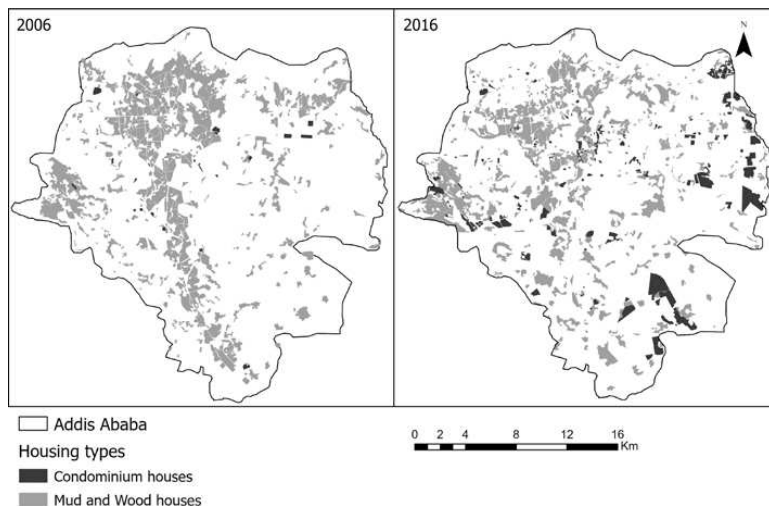 2006
2016
N
Addis Ababa
Housing types
Condominium houses
Mud and Wood houses
0 2 4 8 12 16
Km